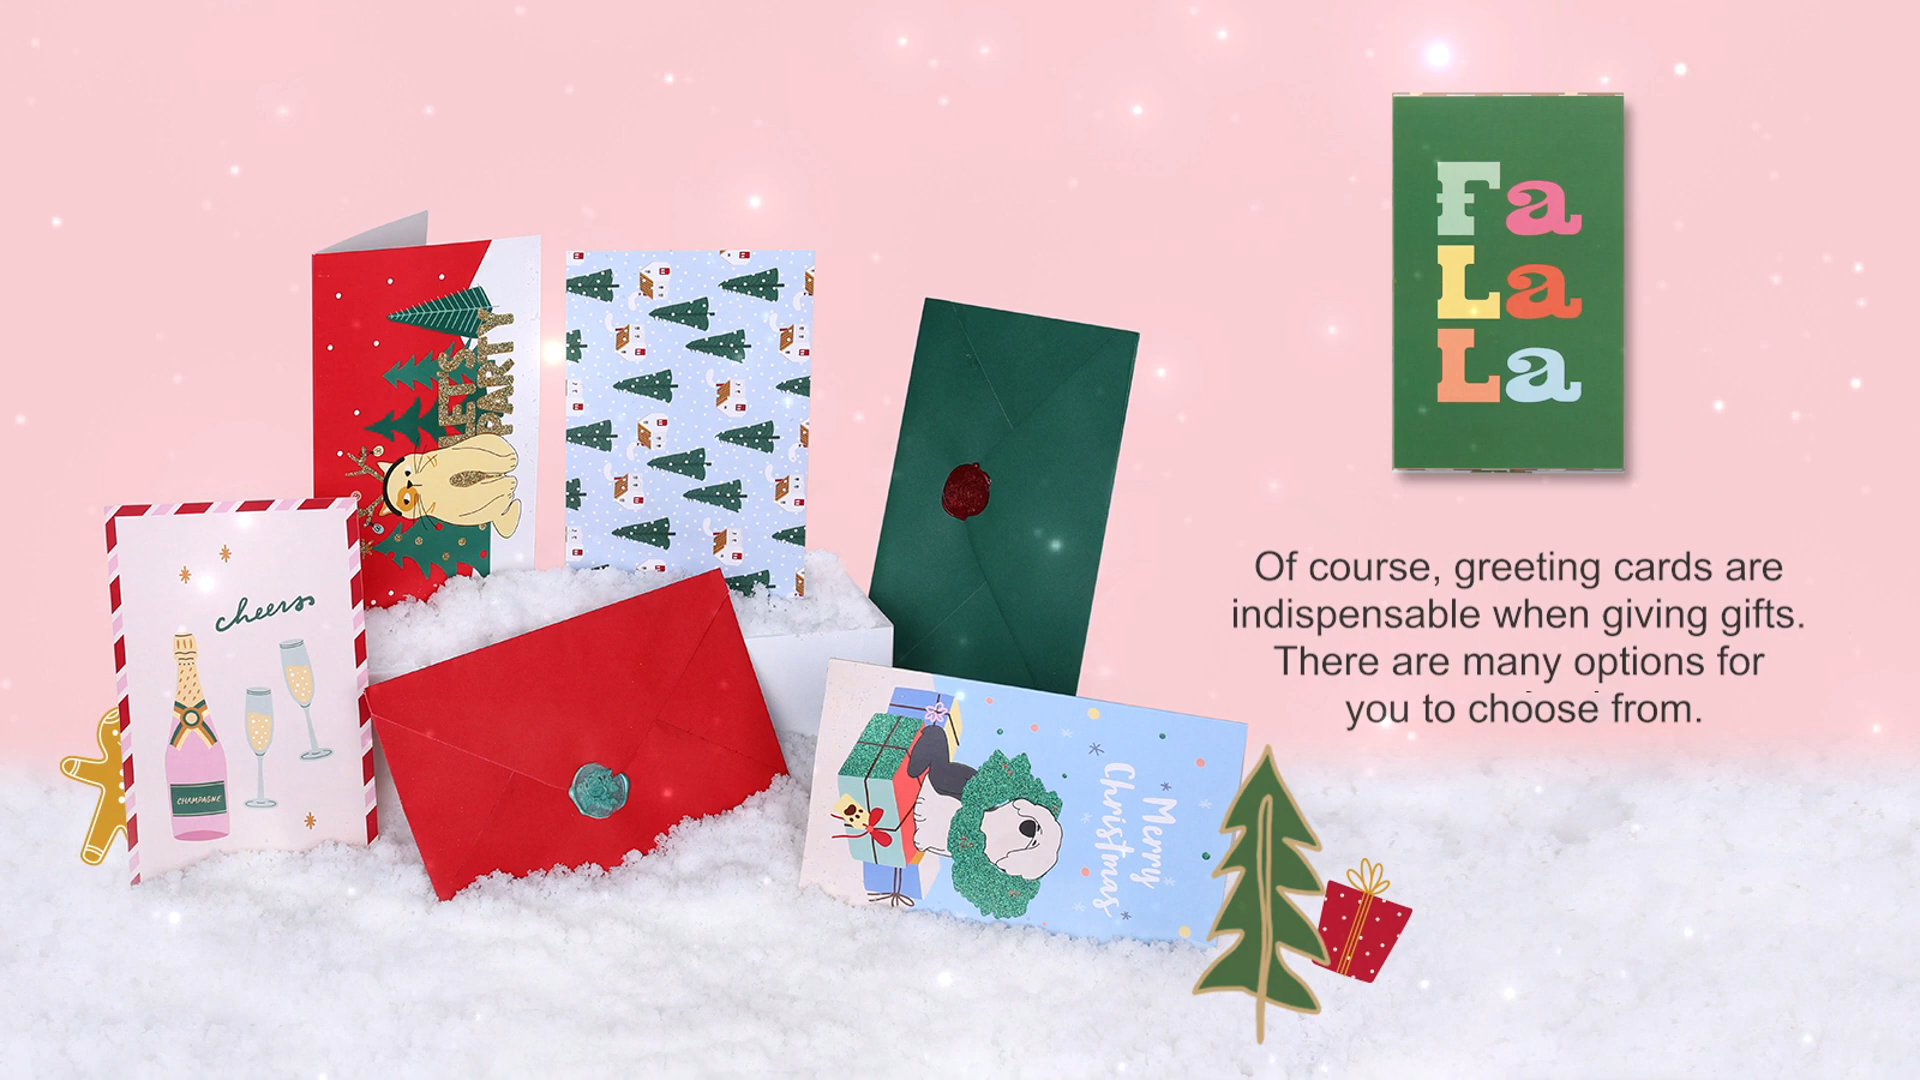 Fa
La
La
LET'S
PARTY
cheers
CHAMPAGNE
Merry
Christmas
Of course, greeting cards are
indispensable when giving gifts.
There are many options for
you to choose from.